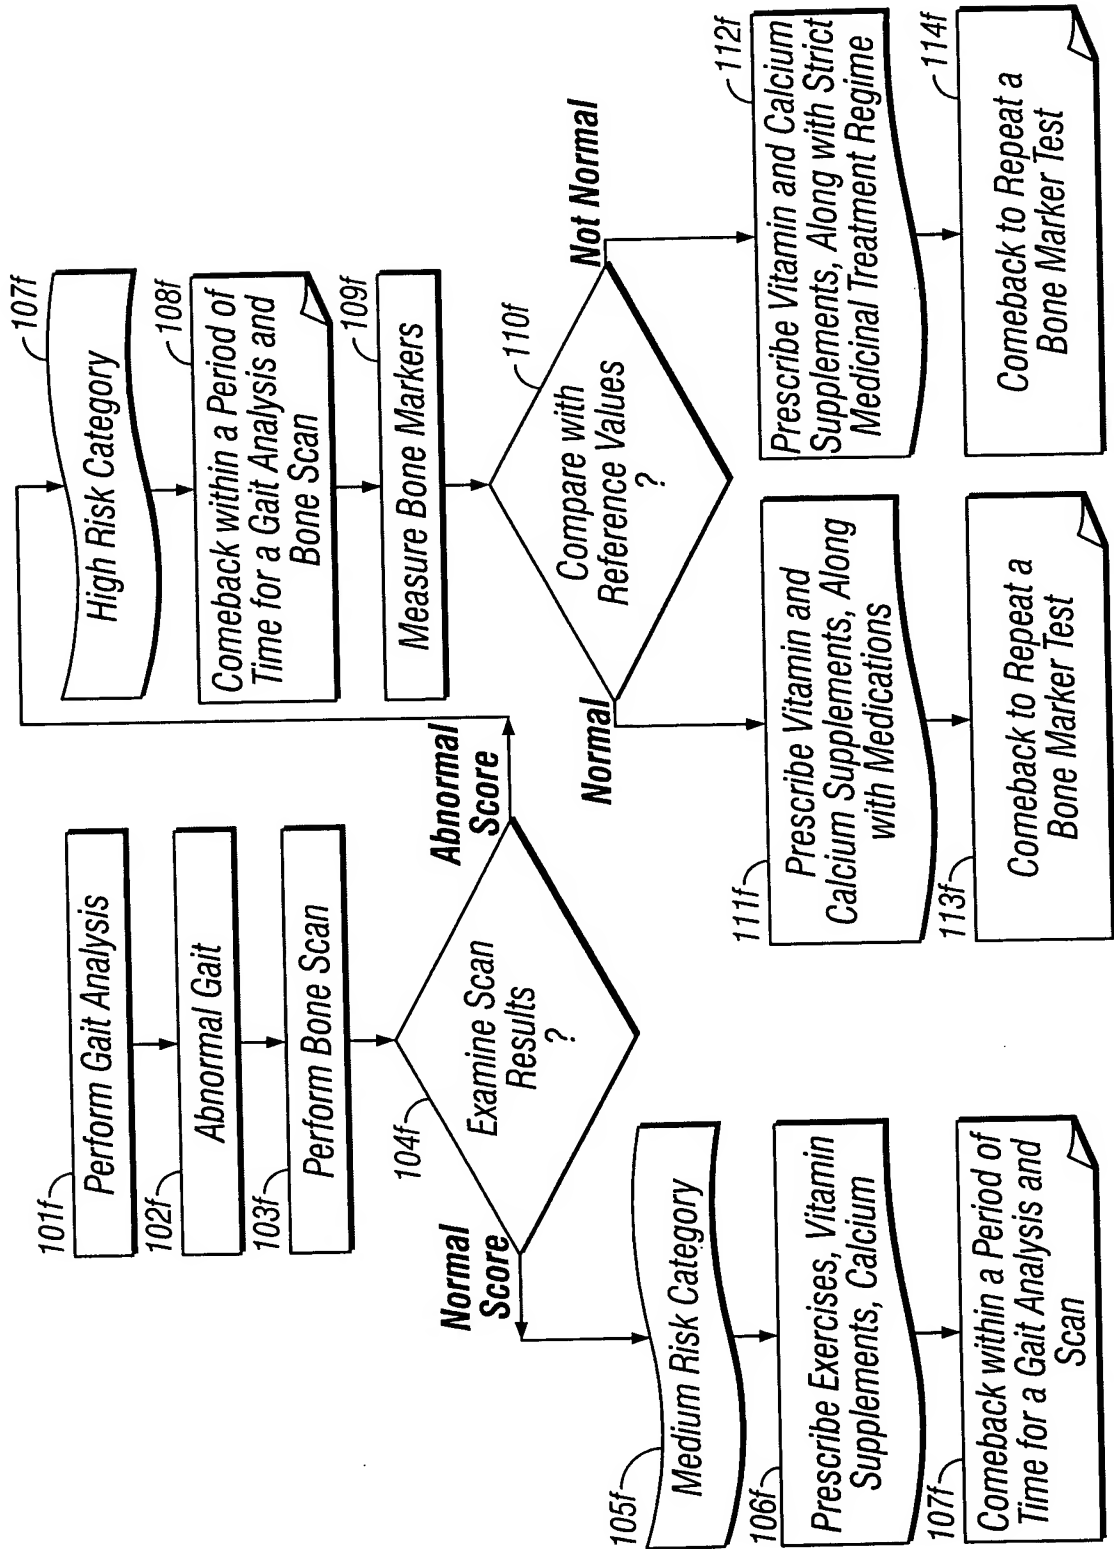 101f
Perform Gait Analysis
102f
Abnormal Gait
103f
Perform Bone Scan
104f
Examine Scan
Results
?
Normal
Score
Abnormal
Score
105f
Medium Risk Category
106f
Prescribe Exercises, Vitamin
Supplements, Calcium
107f
Comeback within a Period of
Time for a Gait Analysis and
Scan
107f
High Risk Category
108f
Comeback within a Period of
Time for a Gait Analysis and
Bone Scan
109f
Measure Bone Markers
110f
Compare with
Reference Values
?
Normal
Not Normal
111f
Prescribe Vitamin and
Calcium Supplements, Along
with Medications
113f
Comeback to Repeat a
Bone Marker Test
112f
Prescribe Vitamin and Calcium
Supplements, Along with Strict
Medicinal Treatment Regime
114f
Comeback to Repeat a
Bone Marker Test